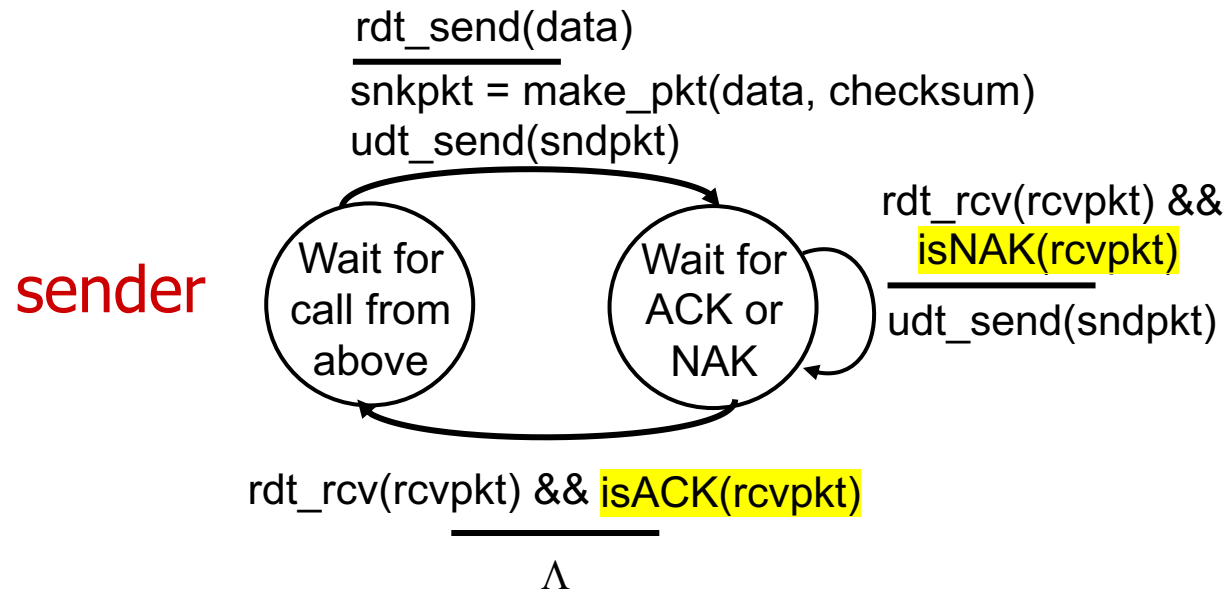 rdt_send(data)
snkpkt = make_pkt(data, checksum)
udt_send(sndpkt)
sender
Wait for
call from
above
Wait for
ACK or
NAK
rdt_rcv(rcvpkt) &&
isNAK(rcvpkt)
udt_send(sndpkt)
rdt_rcv(rcvpkt) && isACK(rcvpkt)
Λ